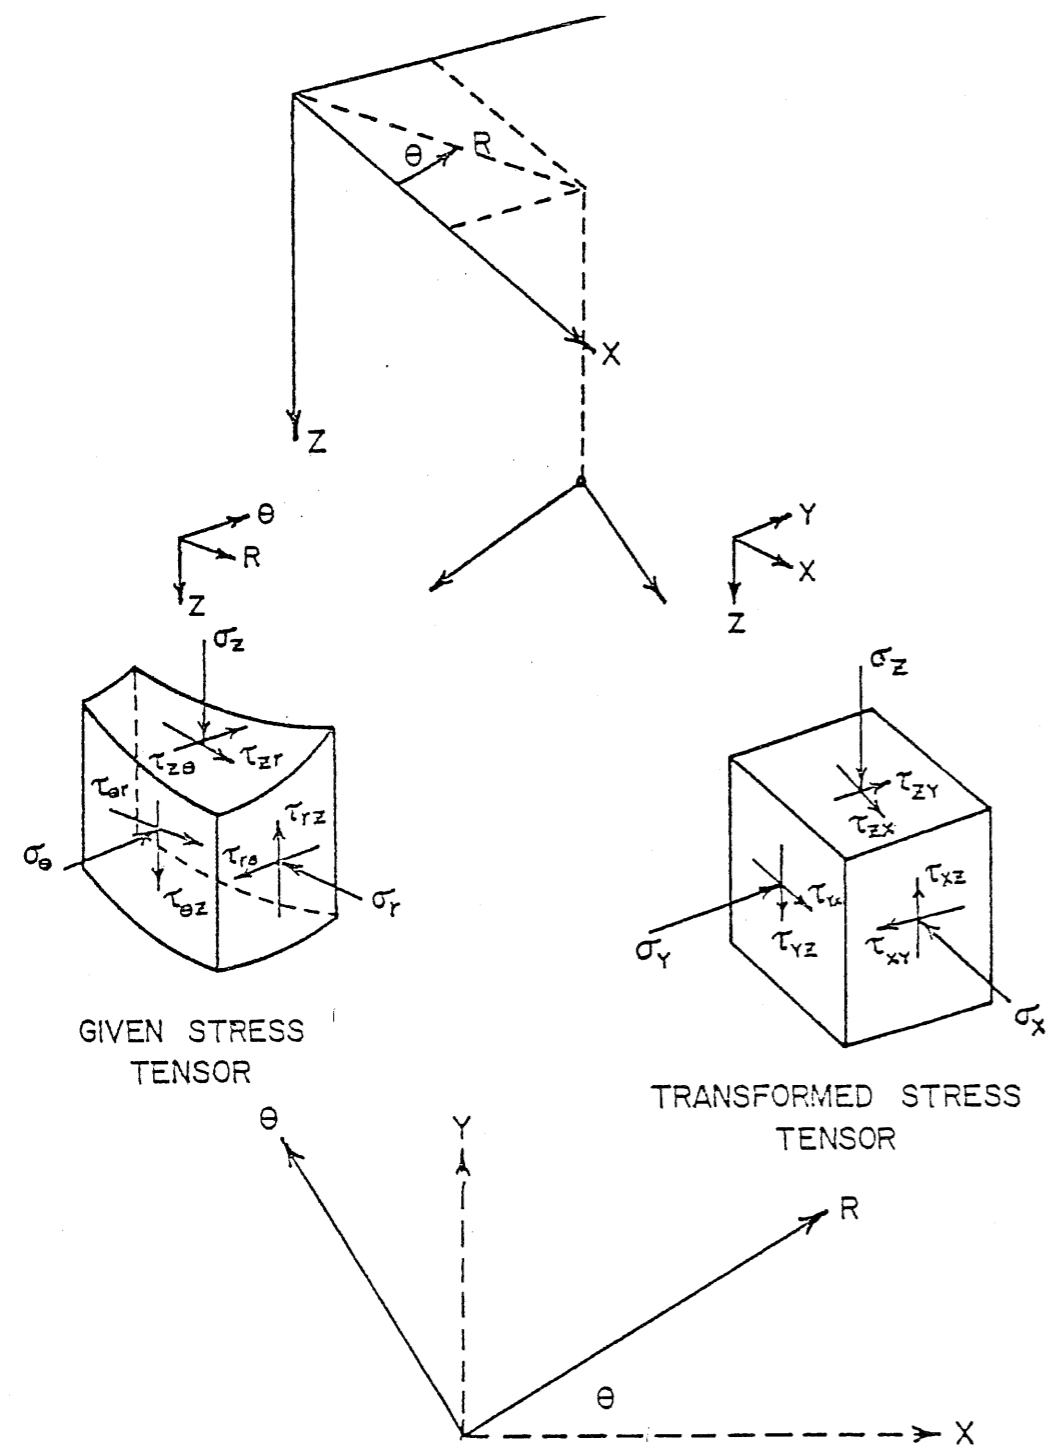 θ
R
X
Z
θ
R
Z
Y
X
Z
σz
τzθ
τzr
τθr
τrz
σθ
τrθ
τθz
σr
σz
τzy
τzx
τxz
τyx
σy
τyz
τxy
σx
GIVEN STRESS
TENSOR
TRANSFORMED STRESS
TENSOR
θ
Y
R
θ
X